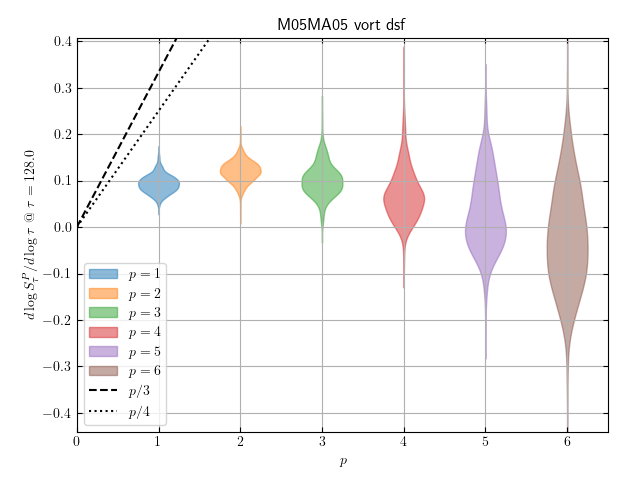 M05MA05 vort dsf
d log S_τ^P / d log τ @ τ = 128.0
0.4
0.3
0.2
0.1
0.0
−0.1
−0.2
−0.3
−0.4
p = 1
p = 2
p = 3
p = 4
p = 5
p = 6
p/3
p/4
0 1 2 3 4 5 6
p